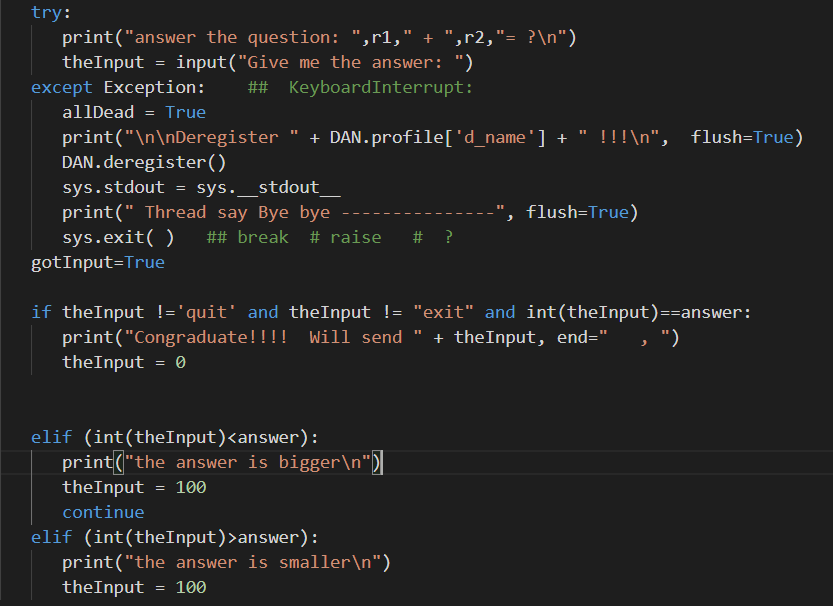 try:
print("answer the question: ",r1," + ",r2,"= ?\n")
theInput = input("Give me the answer: ")
except Exception:    ##  KeyboardInterrupt:
allDead = True
print("\n\nDeregister " + DAN.profile['d_name'] + " !!!\n",  flush=True)
DAN.deregister()
sys.stdout = sys.__stdout__
print(" Thread say Bye bye ---------------", flush=True)
sys.exit( )   ## break  # raise   #  ?
gotInput=True
if theInput !='quit' and theInput != "exit" and int(theInput)==answer:
print("Congraduate!!!!  Will send " + theInput, end="   , ")
theInput = 0
elif (int(theInput)<answer):
print("the answer is bigger\n")
theInput = 100
continue
elif (int(theInput)>answer):
print("the answer is smaller\n")
theInput = 100